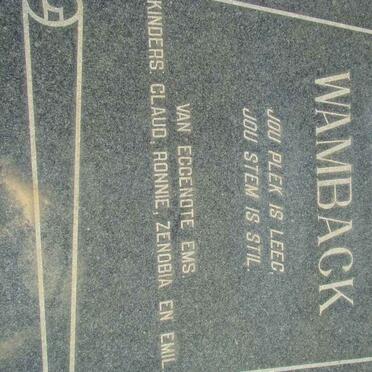 WAMBACK
JOU PLEK IS LEEG,
JOU STEM IS STIL.
VAN EGGENOTE EMS.
KINDERS CLAUD, RONNIE, ZENOBIA EN EMIL